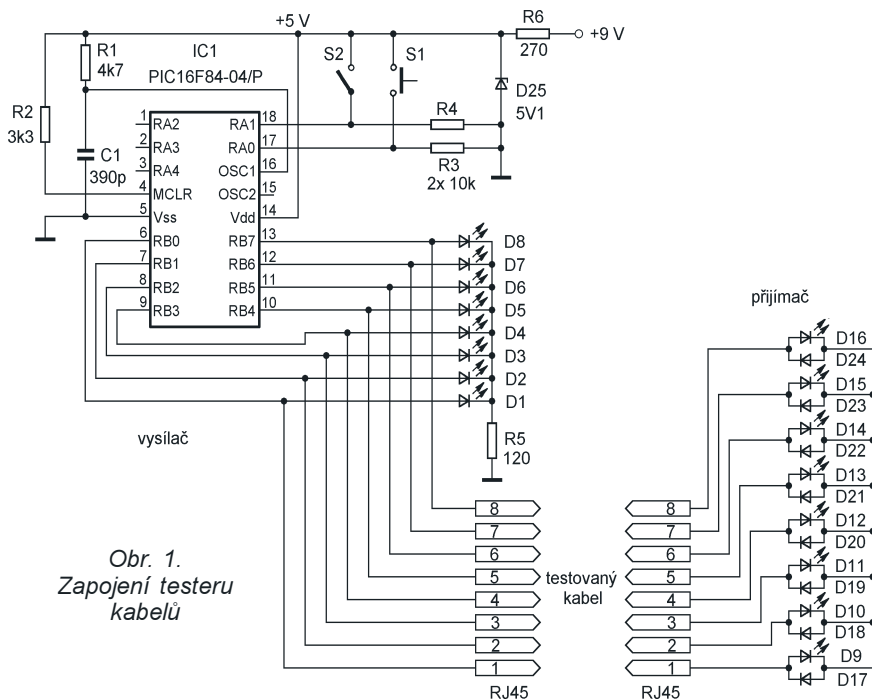 +5 V
R6
270
+9 V
R1
4k7
IC1
PIC16F84-04/P
S2
S1
D25
5V1
R2
3k3
C1
390p
1
RA2
2
RA3
3
RA4
4
MCLR
5
Vss
6
RB0
7
RB1
8
RB2
9
RB3
RA1
18
RA0
17
OSC1
16
OSC2
15
Vdd
14
RB7
13
RB6
12
RB5
11
RB4
10
R4
R3
2x 10k
D8
D7
D6
D5
D4
D3
D2
D1
R5
120
vysílač
přijímač
D16
D24
D15
D23
D14
D22
D13
D21
D12
D20
D11
D19
D10
D18
D9
D17
8
7
6
5
4
3
2
1
RJ45
testovaný
kabel
8
7
6
5
4
3
2
1
RJ45
Obr. 1.
Zapojení testeru
kabelů